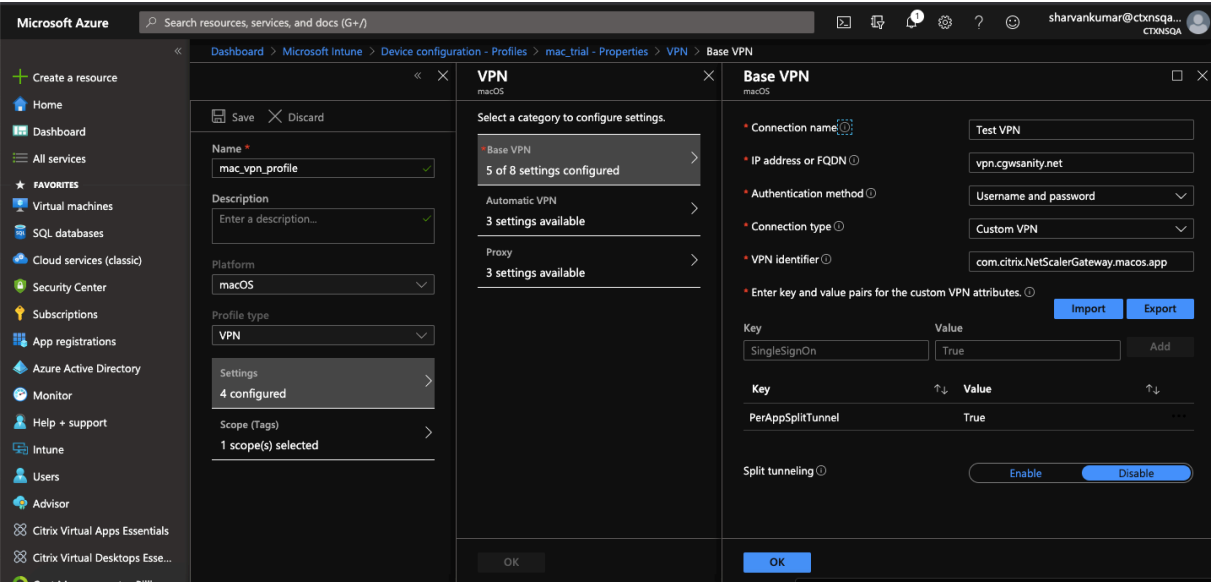 Microsoft Azure
Search resources, services, and docs (G+/)
1
sharvankumar@ctxnsqa...
CTXNSQA
Dashboard > Microsoft Intune > Device configuration - Profiles > mac_trial - Properties > VPN > Base VPN
Create a resource
Home
Dashboard
All services
FAVORITES
Virtual machines
SQL databases
Cloud services (classic)
Security Center
Subscriptions
App registrations
Azure Active Directory
Monitor
Help + support
Intune
Users
Advisor
Citrix Virtual Apps Essentials
Citrix Virtual Desktops Esse...
Save Discard
Name *
mac_vpn_profile
Description
Enter a description...
Platform
macOS
Profile type
VPN
Settings
4 configured
Scope (Tags)
1 scope(s) selected
VPN
macOS
Select a category to configure settings.
* Base VPN
5 of 8 settings configured
Automatic VPN
3 settings available
Proxy
3 settings available
OK
Base VPN
macOS
* Connection name
Test VPN
* IP address or FQDN
vpn.cgwsanity.net
* Authentication method
Username and password
* Connection type
Custom VPN
* VPN identifier
com.citrix.NetScalerGateway.macos.app
* Enter key and value pairs for the custom VPN attributes.
Import Export
Key Value
SingleSignOn True Add
Key Value
PerAppSplitTunnel True ...
Split tunneling
Enable Disable
OK